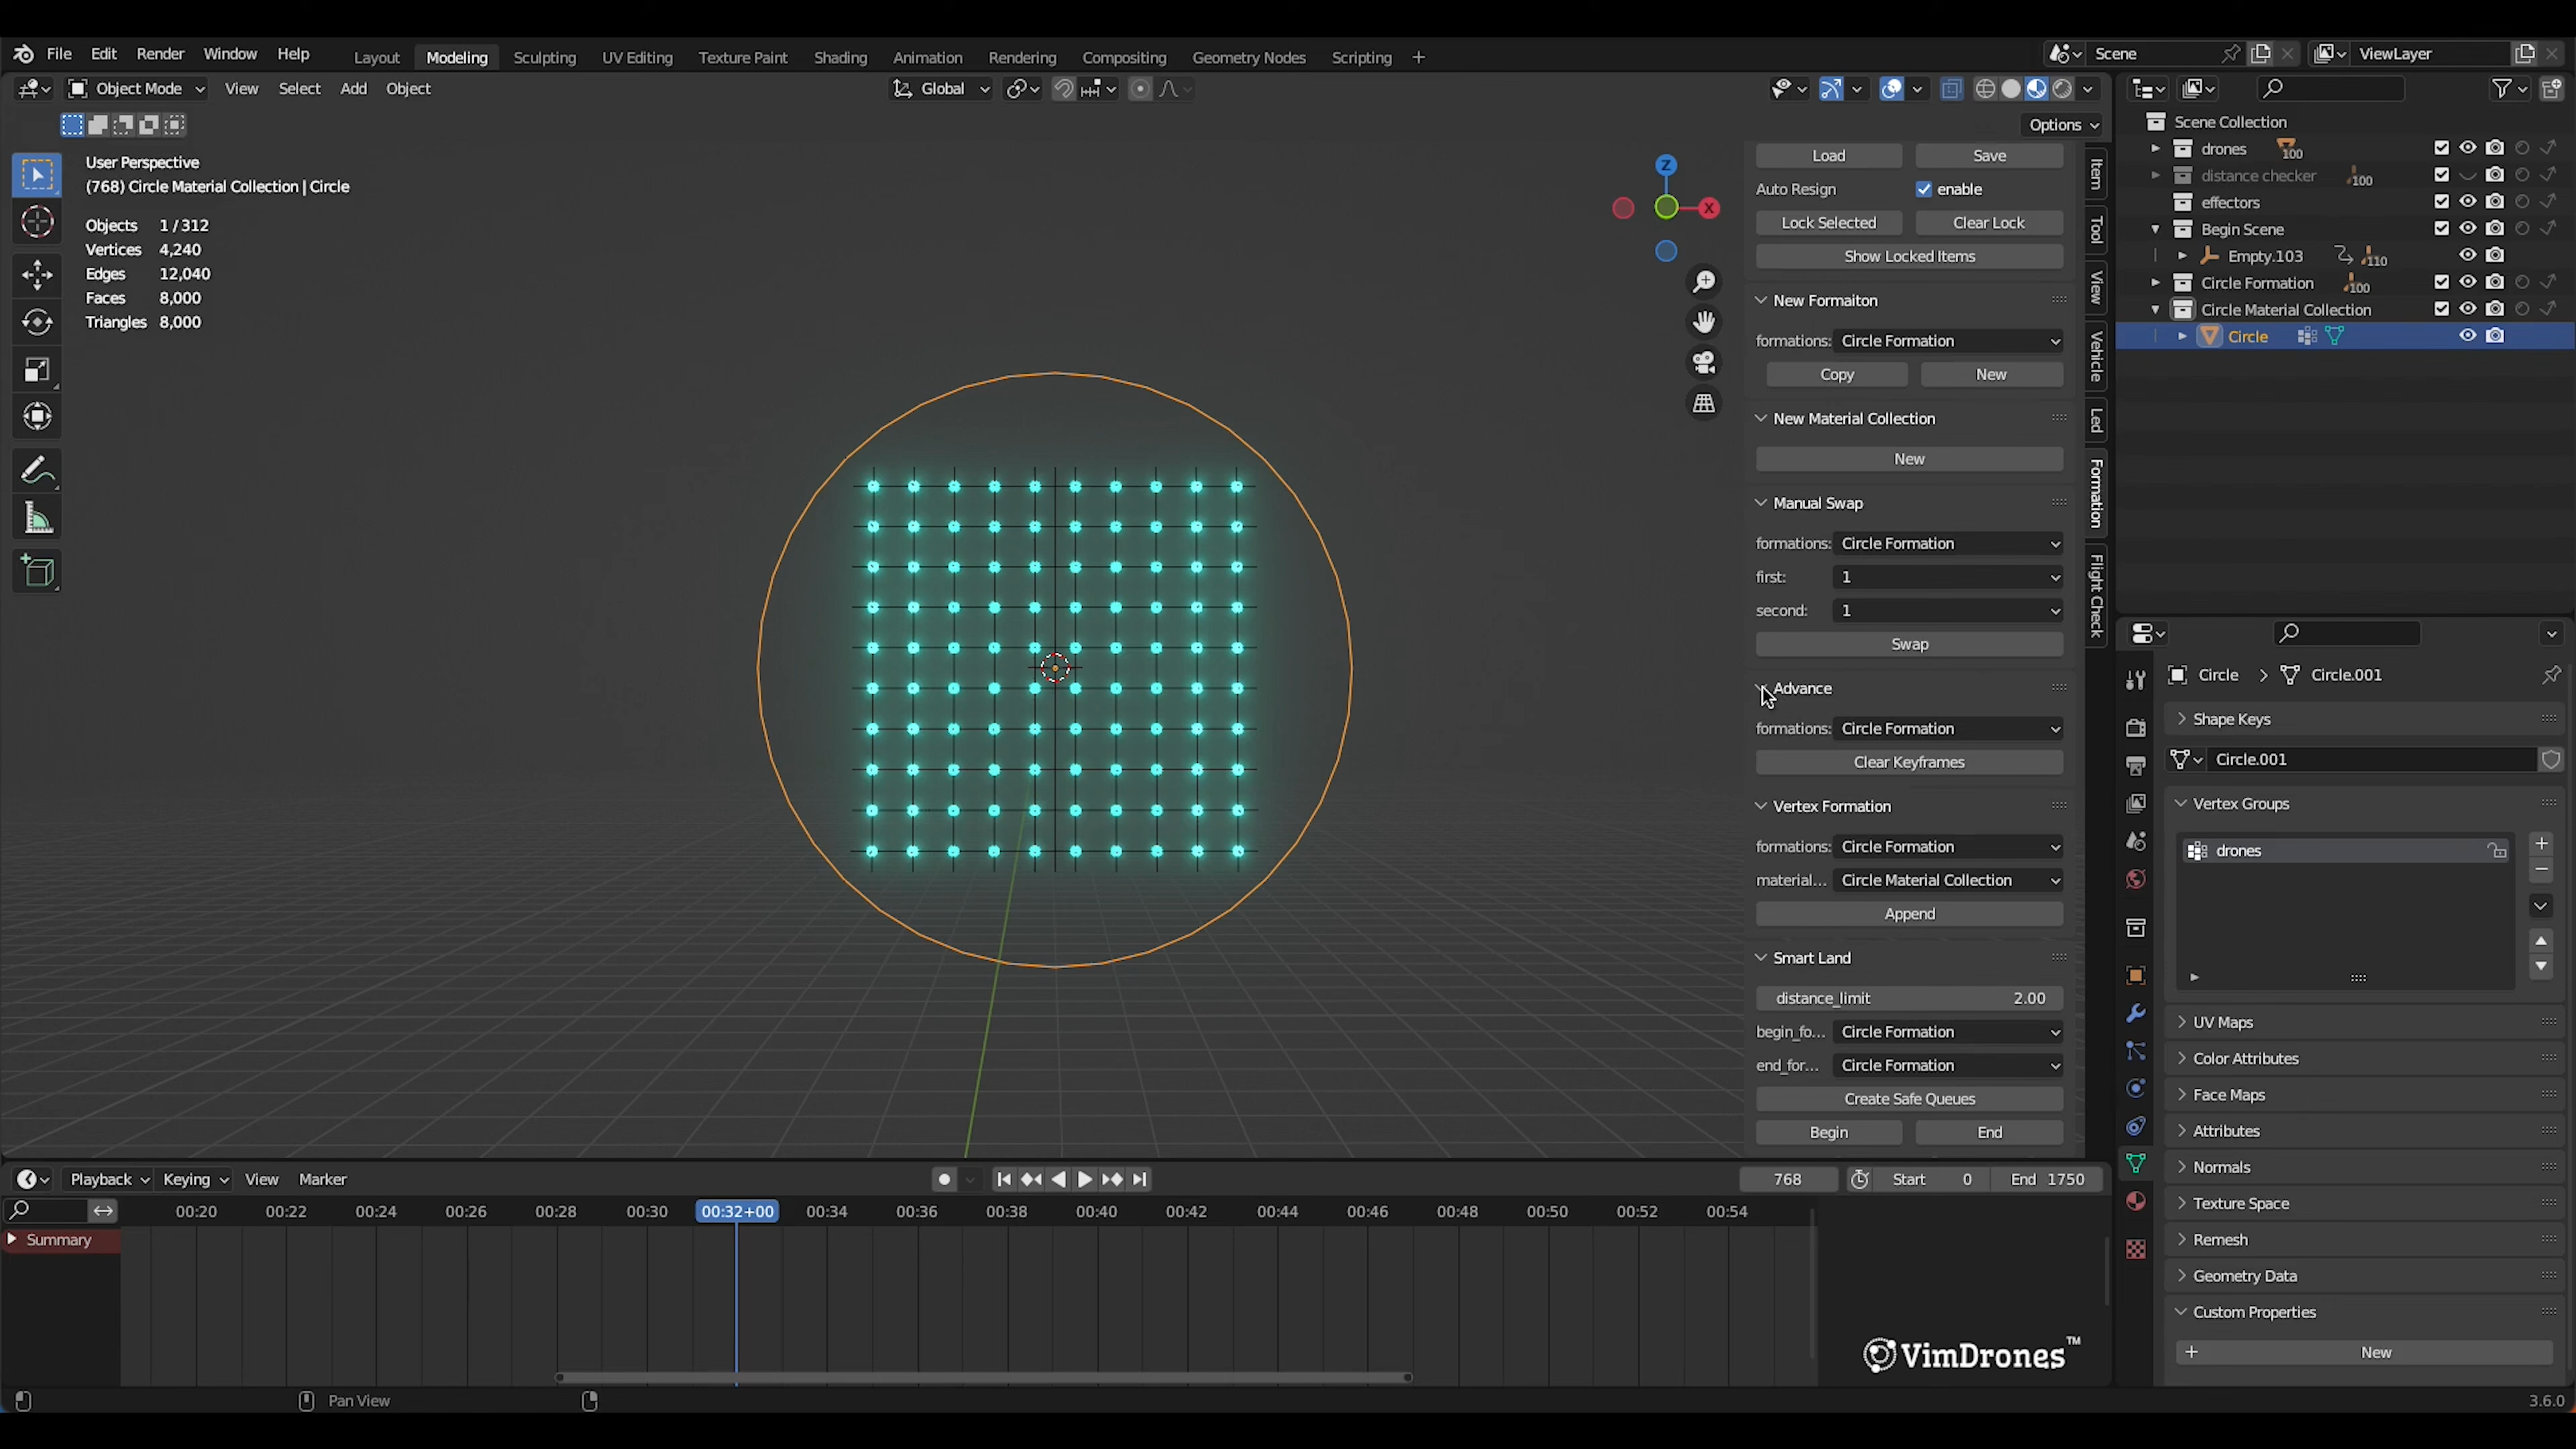 File Edit Render Window Help Layout Modeling Sculpting UV Editing Texture Paint Shading Animation Rendering Compositing Geometry Nodes Scripting + Scene ViewLayer
Object Mode View Select Add Object Global
Options
User Perspective
(768) Circle Material Collection | Circle
Objects 1 / 312
Vertices 4,240
Edges 12,040
Faces 8,000
Triangles 8,000
Z
X
Load Save
Auto Resign enable
Lock Selected Clear Lock
Show Locked Items
New Formaiton
formations: Circle Formation
Copy New
New Material Collection
New
Manual Swap
formations: Circle Formation
first: 1
second: 1
Swap
Advance
formations: Circle Formation
Clear Keyframes
Vertex Formation
formations: Circle Formation
material... Circle Material Collection
Append
Smart Land
distance_limit 2.00
begin_fo... Circle Formation
end_for... Circle Formation
Create Safe Queues
Begin End
Item
Tool
View
Vehicle
Led
Formation
Flight Check
Scene Collection
drones 100
distance checker 100
effectors
Begin Scene
Empty.103 110
Circle Formation 100
Circle Material Collection
Circle
Circle > Circle.001
Shape Keys
Circle.001
Vertex Groups
drones
UV Maps
Color Attributes
Face Maps
Attributes
Normals
Texture Space
Remesh
Geometry Data
Custom Properties
+ New
Playback Keying View Marker 768 Start 0 End 1750
00:20 00:22 00:24 00:26 00:28 00:30 00:32+00 00:34 00:36 00:38 00:40 00:42 00:44 00:46 00:48 00:50 00:52 00:54
Summary
VimDrones™
Pan View 3.6.0